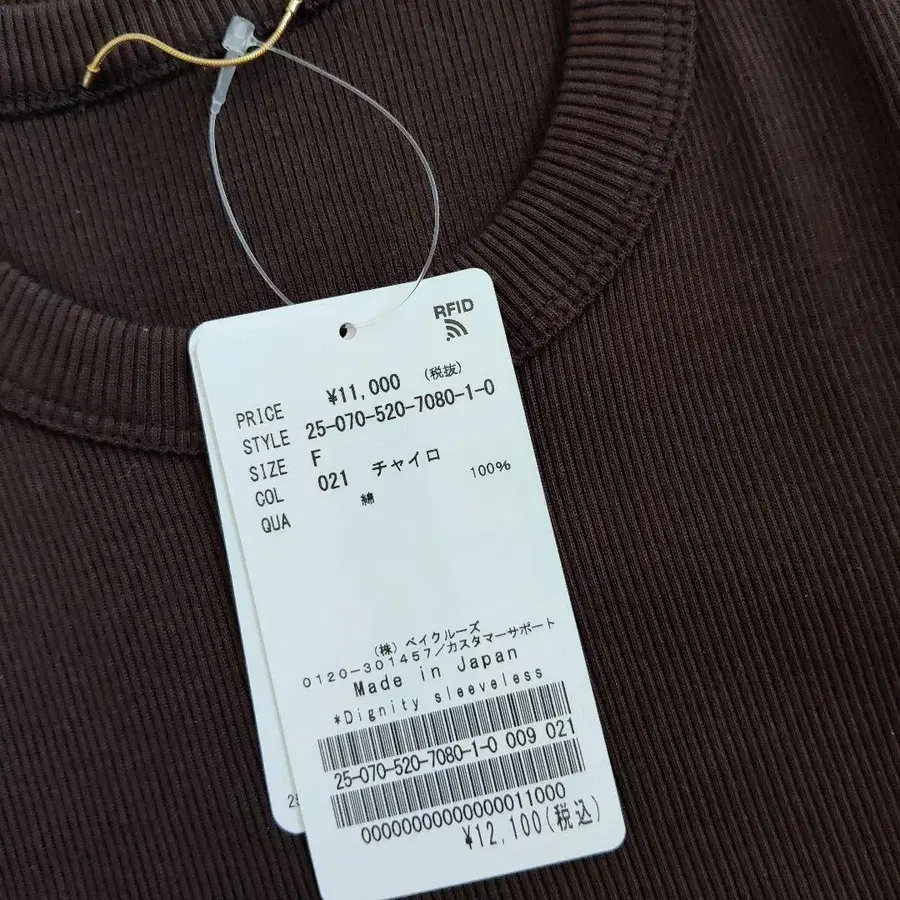 RFID
PRICE ¥11,000 (税抜)
STYLE 25-070-520-7080-1-0
SIZE F
COL 021 チャイロ
QUA 綿 100%
(株) ベイクルーズ
0120-301457/カスタマーサポート
Made in Japan
*Dignity sleeveless
25-070-520-7080-1-0 009 021
00000000000000011000
¥12,100(税込)
25